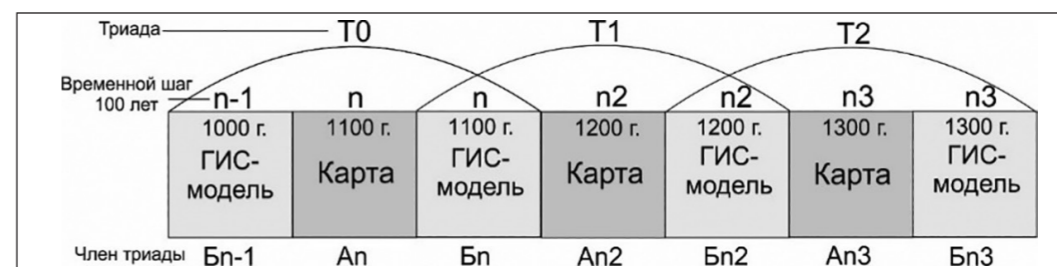 Триада T0 T1 T2
Временной шаг
100 лет n-1 n n n2 n2 n3 n3
1000 г. 1100 г. 1100 г. 1200 г. 1200 г. 1300 г. 1300 г.
ГИС- Карта ГИС- Карта ГИС- Карта ГИС-
модель модель модель модель
Член триады Бn-1 An Бn An2 Бn2 An3 Бn3